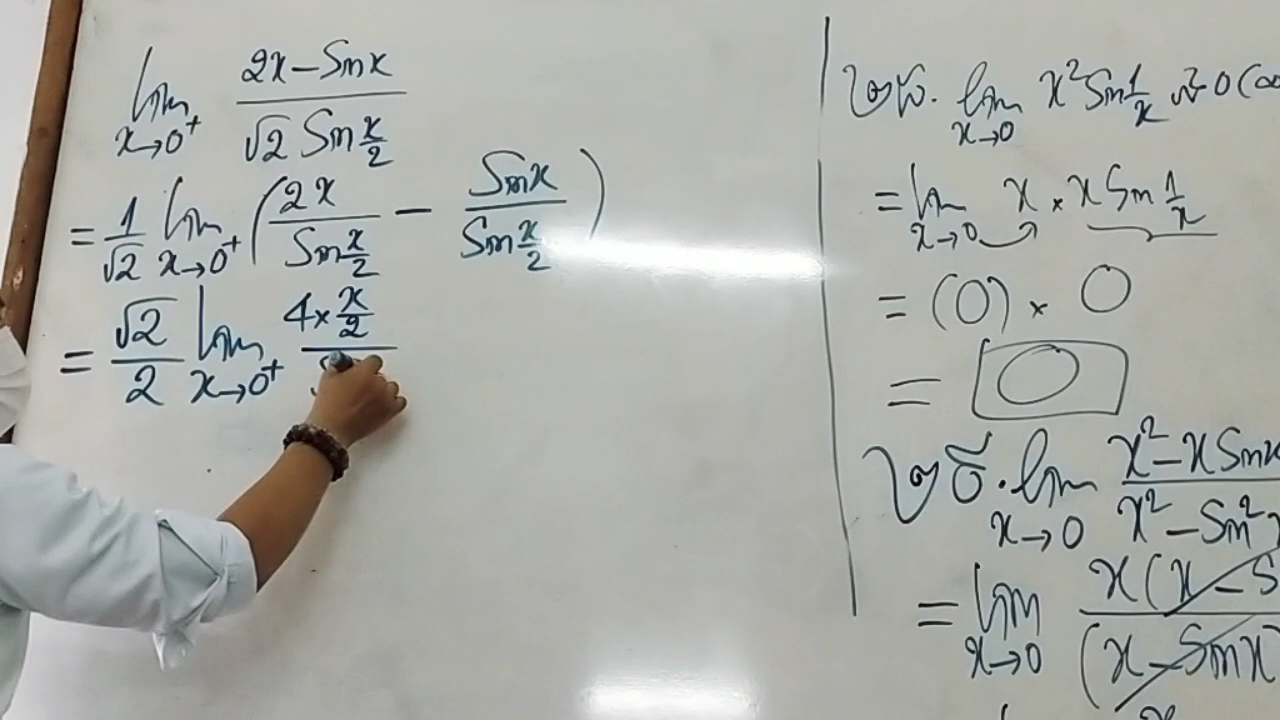 lim x→0⁺ (2x − Sinx)/(√2 Sin x/2)
= 1/√2 lim x→0⁺ (2x/(Sin x/2) − Sinx/(Sin x/2))
= √2/2 lim x→0⁺ (4 × x/2)/
lim x→0 x² Sin 1/x
= lim x→0 x × x Sin 1/x
= (0) × 0
= 0
lim x→0 (x² − x Sinx)/(x² − Sin²x
= lim x→0 x(x − S / (x − Sinx)